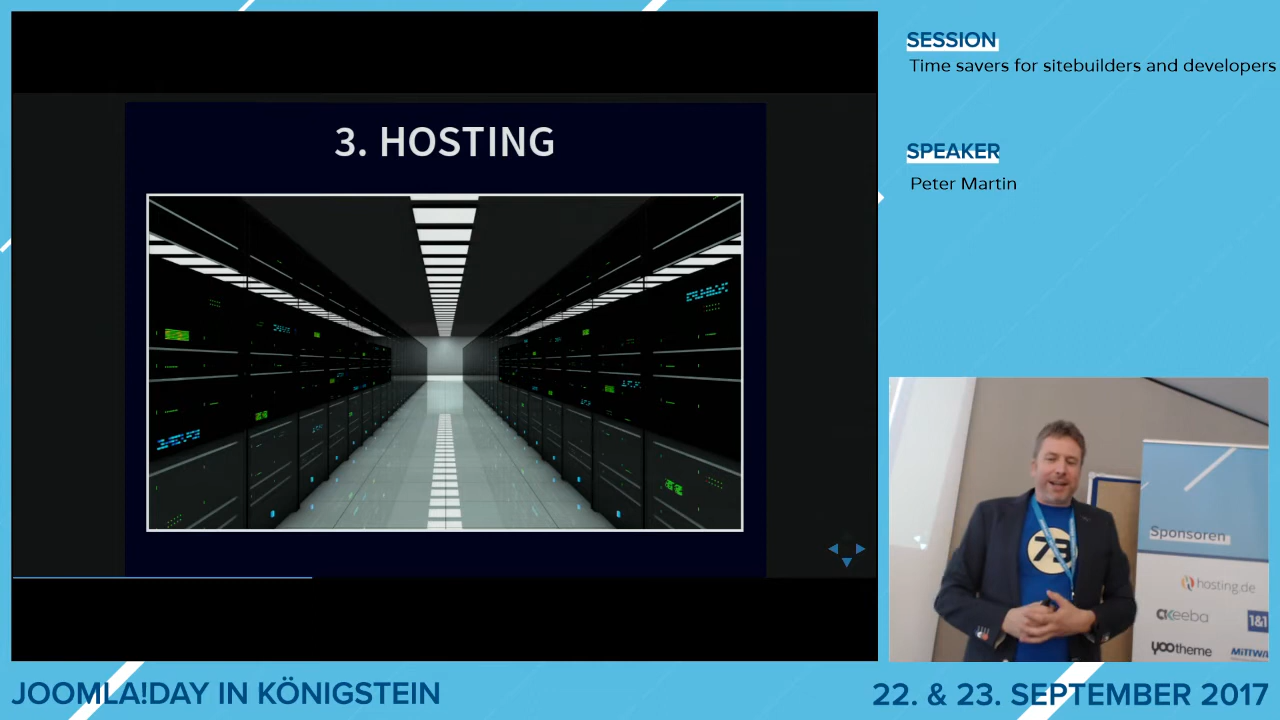 3. HOSTING
SESSION
Time savers for sitebuilders and developers
SPEAKER
Peter Martin
73
Sponsoren
hosting.de
akeeba
1&1
yootheme
MITTWA
JOOMLA!DAY IN KÖNIGSTEIN
22. & 23. SEPTEMBER 2017